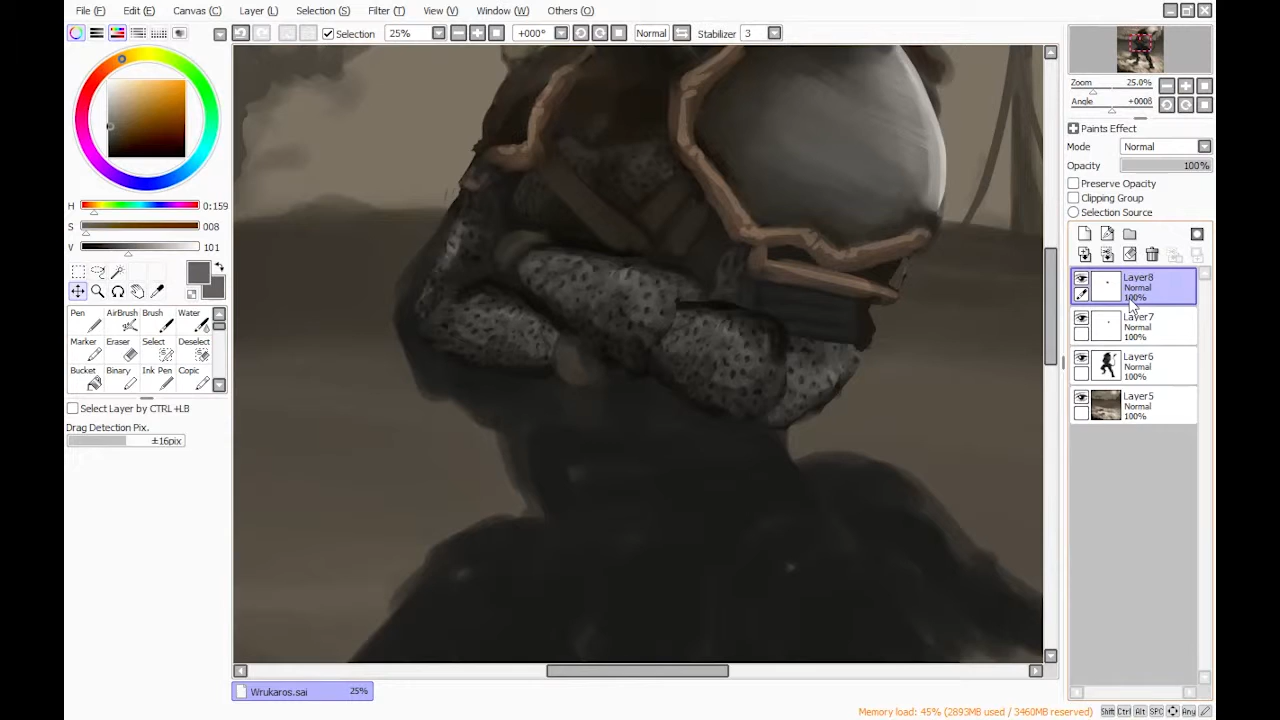 File (F) Edit (E) Canvas (C) Layer (L) Selection (S) Filter (T) View (V) Window (W) Others (O)
Selection 25% +000° Normal Stabilizer 3
H 0:159
S 008
V 101
Pen AirBrush Brush Water
Marker Eraser Select Deselect
Bucket Binary Ink Pen Copic
Select Layer by CTRL +LB
Drag Detection Pix.
±16pix
Zoom 25.0%
Angle +000ß
Paints Effect
Mode Normal
Opacity 100%
Preserve Opacity
Clipping Group
Selection Source
Layer8
Normal
100%
Layer7
Normal
100%
Layer6
Normal
100%
Layer5
Normal
100%
Wrukaros.sai 25%
Memory load: 45% (2893MB used / 3460MB reserved) Shift Ctrl Alt SPC Any